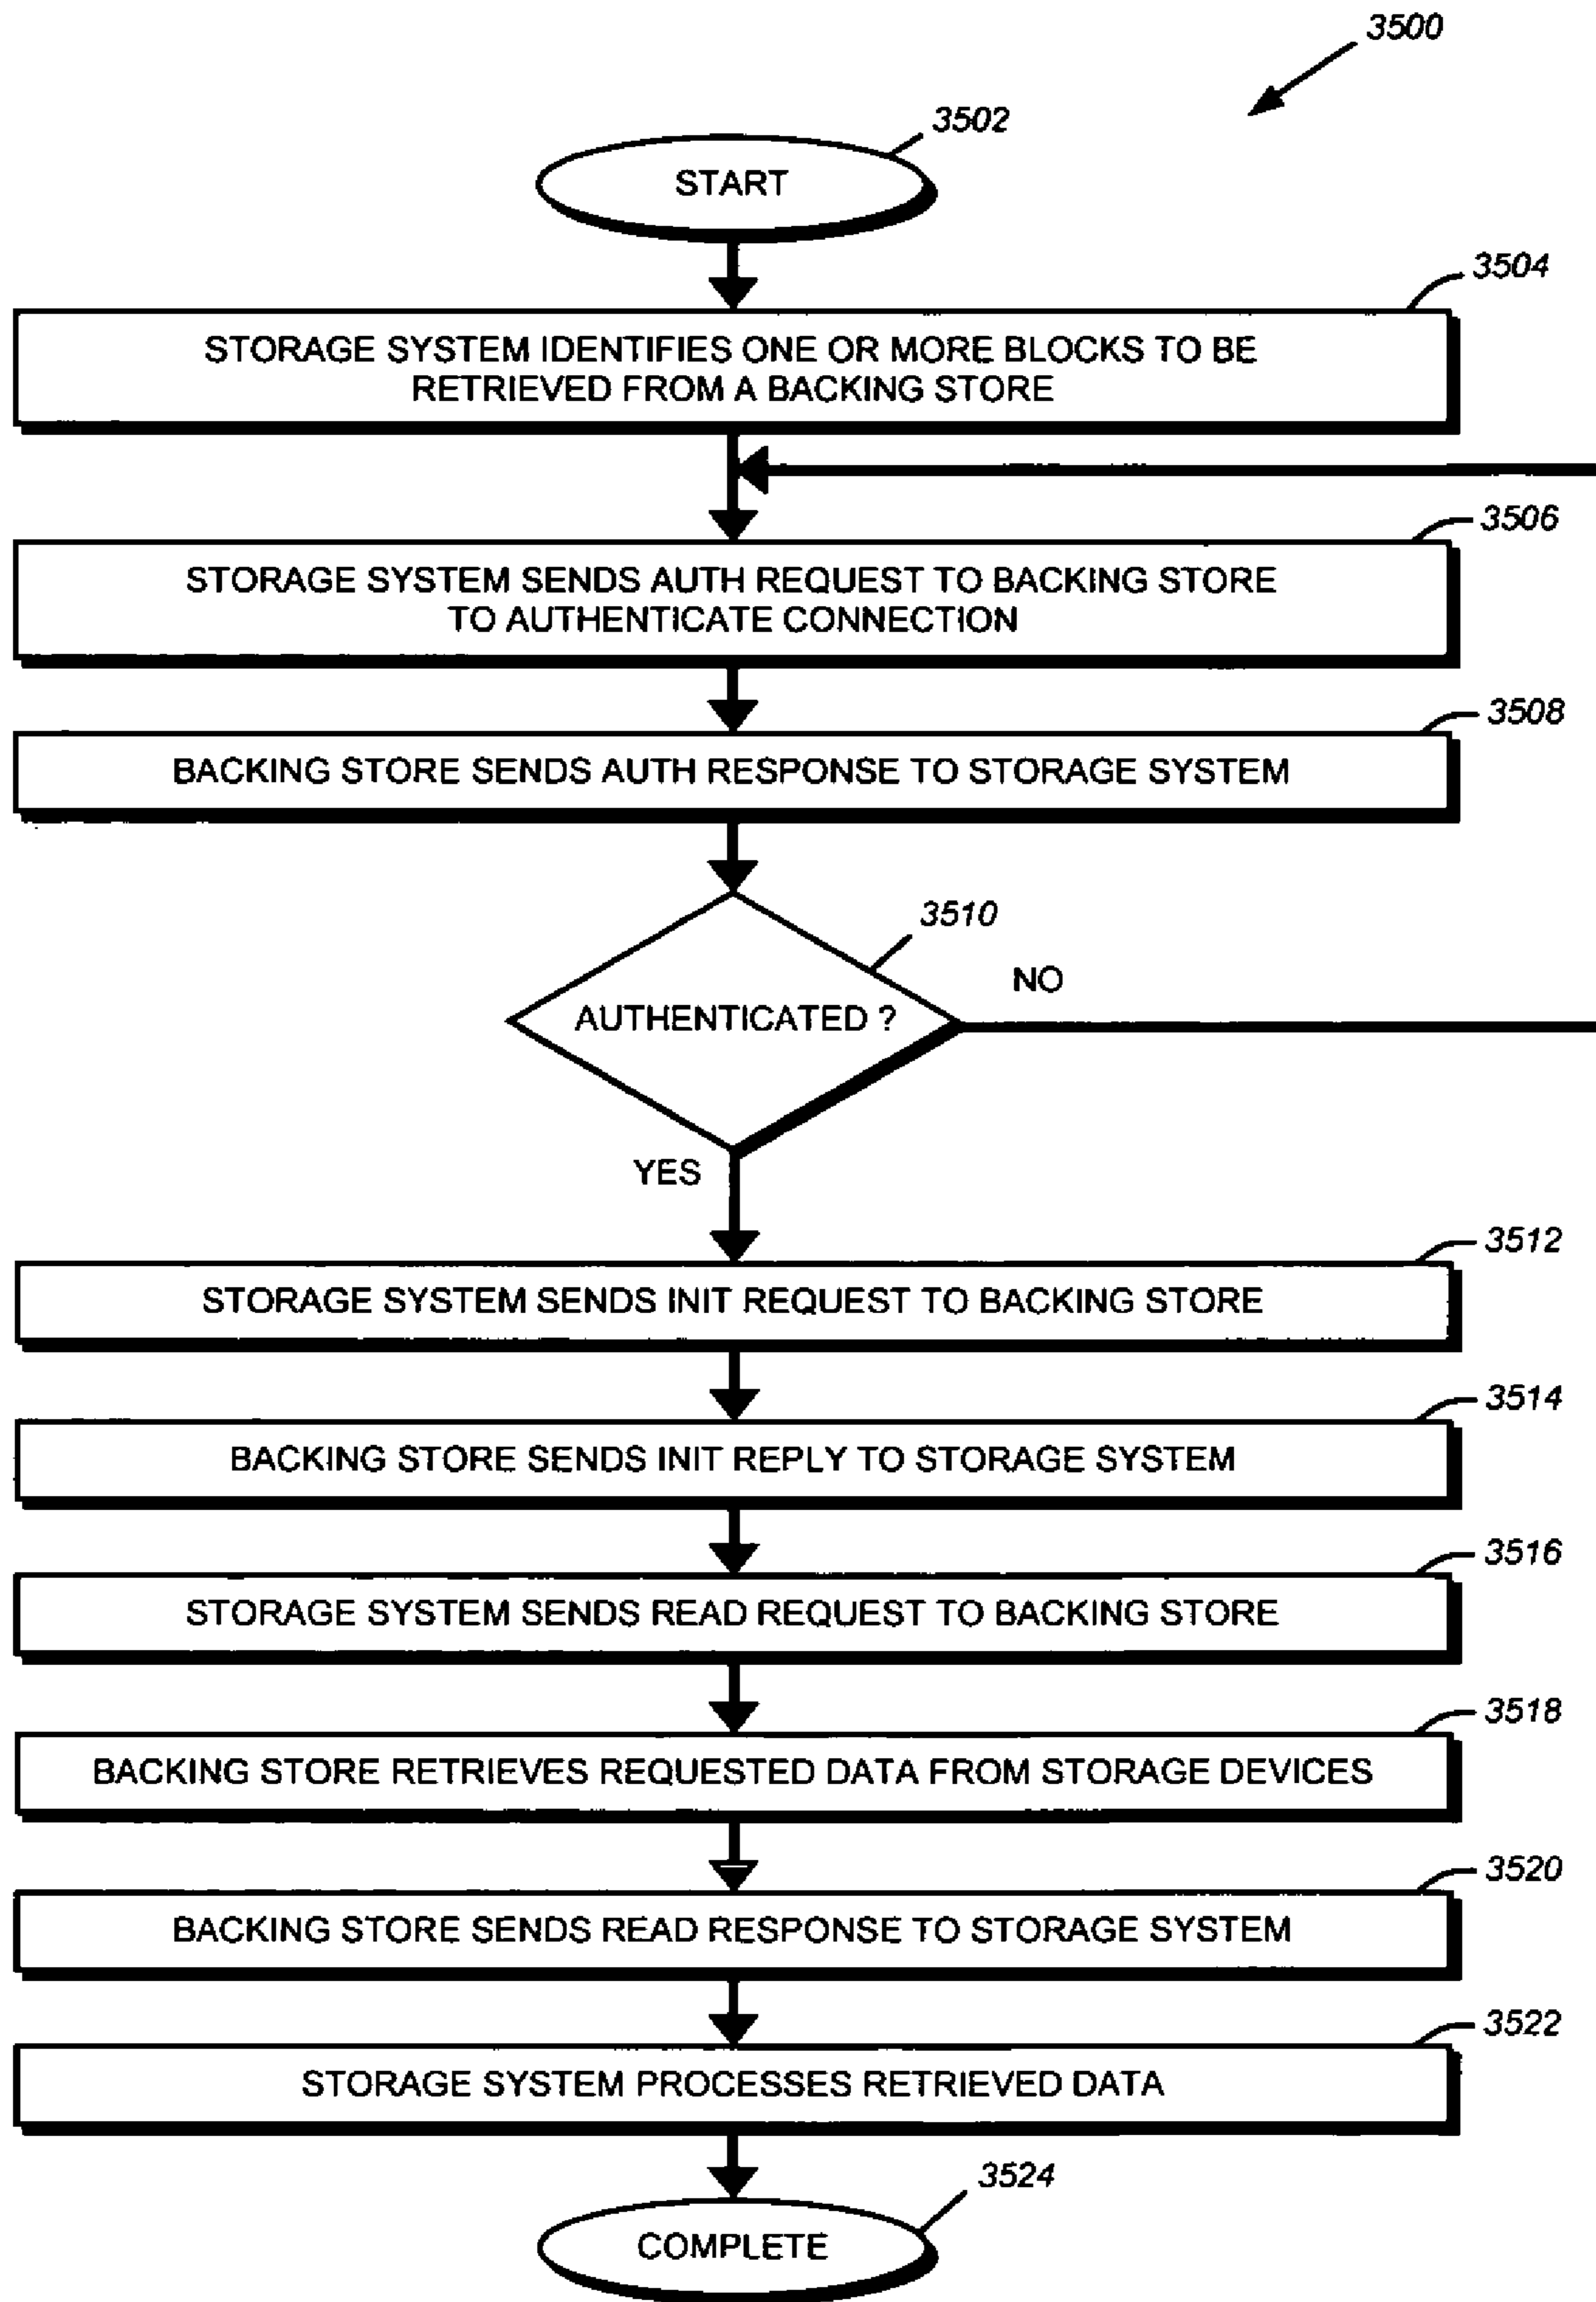 3500
3502
START
3504
STORAGE SYSTEM IDENTIFIES ONE OR MORE BLOCKS TO BE
RETRIEVED FROM A BACKING STORE
3506
STORAGE SYSTEM SENDS AUTH REQUEST TO BACKING STORE
TO AUTHENTICATE CONNECTION
3508
BACKING STORE SENDS AUTH RESPONSE TO STORAGE SYSTEM
3510
AUTHENTICATED ?
NO
YES
3512
STORAGE SYSTEM SENDS INIT REQUEST TO BACKING STORE
3514
BACKING STORE SENDS INIT REPLY TO STORAGE SYSTEM
3516
STORAGE SYSTEM SENDS READ REQUEST TO BACKING STORE
3518
BACKING STORE RETRIEVES REQUESTED DATA FROM STORAGE DEVICES
3520
BACKING STORE SENDS READ RESPONSE TO STORAGE SYSTEM
3522
STORAGE SYSTEM PROCESSES RETRIEVED DATA
3524
COMPLETE